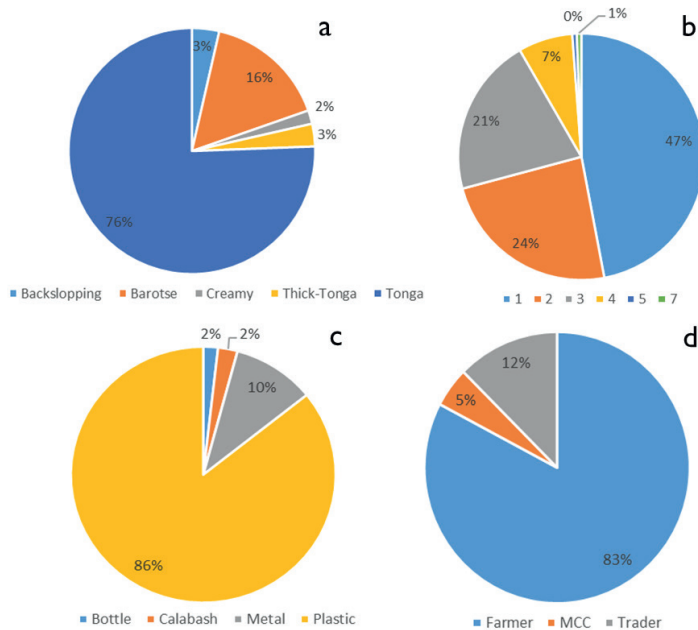 a
3%
16%
2%
3%
76%
Backslopping Barotse Creamy Thick-Tonga Tonga
b
0%
1%
7%
47%
21%
24%
1 2 3 4 5 7
c
2%
2%
10%
86%
Bottle Calabash Metal Plastic
d
12%
5%
83%
Farmer MCC Trader